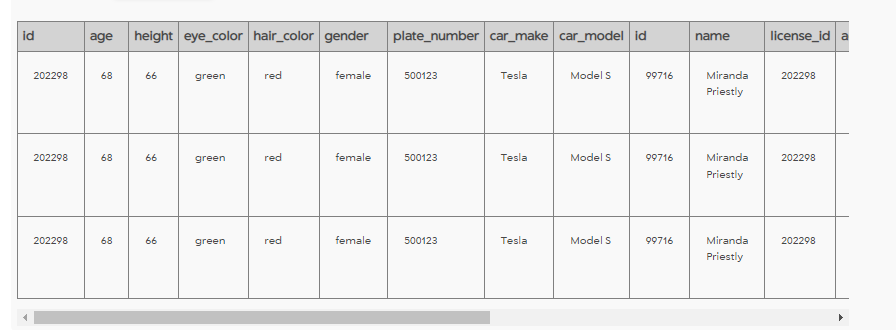 id age height eye_color hair_color gender plate_number car_make car_model id name license_id a
202298 68 66 green red female 500123 Tesla Model S 99716 Miranda 202298
Priestly
202298 68 66 green red female 500123 Tesla Model S 99716 Miranda 202298
Priestly
202298 68 66 green red female 500123 Tesla Model S 99716 Miranda 202298
Priestly